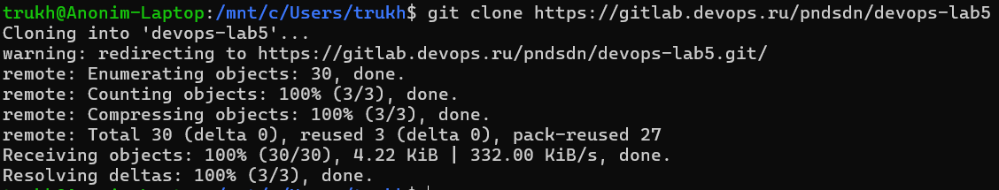 trukh@Anonim-Laptop:/mnt/c/Users/trukh$ git clone https://gitlab.devops.ru/pndsdn/devops-lab5
Cloning into 'devops-lab5'...
warning: redirecting to https://gitlab.devops.ru/pndsdn/devops-lab5.git/
remote: Enumerating objects: 30, done.
remote: Counting objects: 100% (3/3), done.
remote: Compressing objects: 100% (3/3), done.
remote: Total 30 (delta 0), reused 3 (delta 0), pack-reused 27
Receiving objects: 100% (30/30), 4.22 KiB | 332.00 KiB/s, done.
Resolving deltas: 100% (3/3), done.